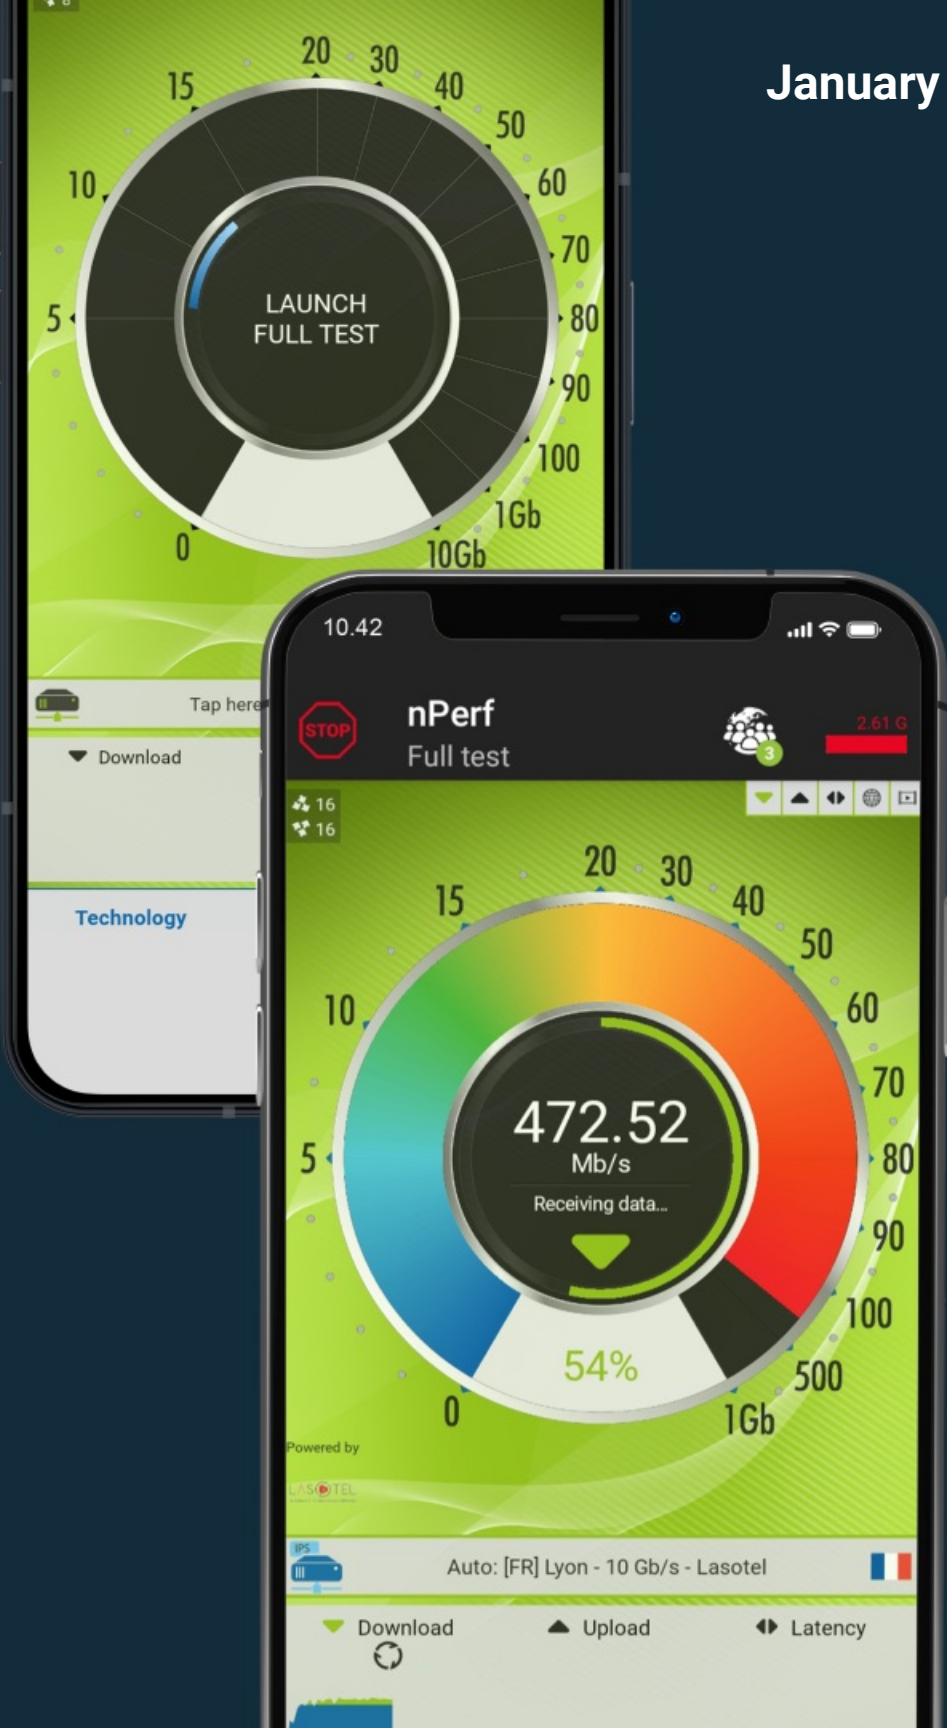 8
January
20
30
15
40
50
10
60
70
5
80
LAUNCH
FULL TEST
90
100
1Gb
0
10Gb
Tap here
Download
Technology
10.42
STOP
nPerf
Full test
3
2.61 G
16
16
20
30
15
40
50
10
60
70
5
80
472.52
Mb/s
Receiving data...
90
100
54%
500
0
1Gb
Powered by
LASOTEL
IPS
Auto: [FR] Lyon - 10 Gb/s - Lasotel
Download
Upload
Latency